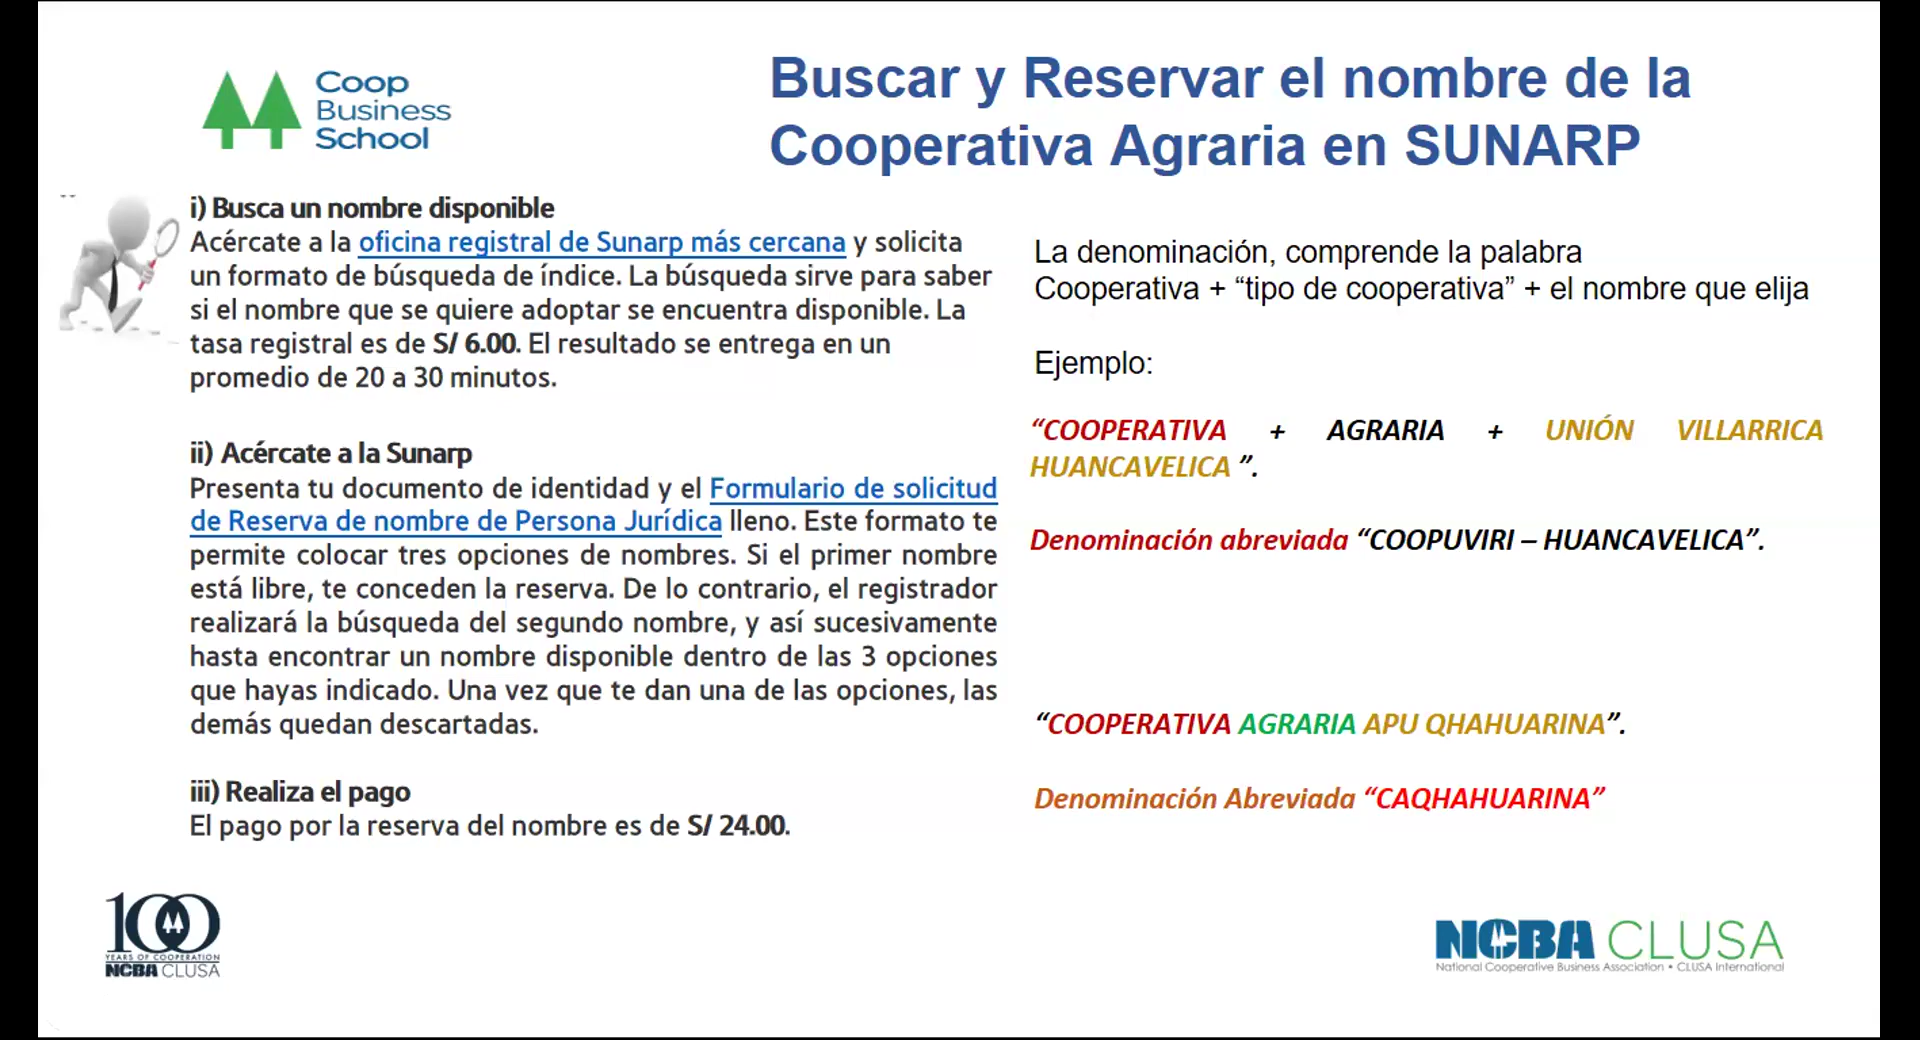 Coop
Business
School
Buscar y Reservar el nombre de la
Cooperativa Agraria en SUNARP
i) Busca un nombre disponible
Acércate a la oficina registral de Sunarp más cercana y solicita
un formato de búsqueda de índice. La búsqueda sirve para saber
si el nombre que se quiere adoptar se encuentra disponible. La
tasa registral es de S/ 6.00. El resultado se entrega en un
promedio de 20 a 30 minutos.
ii) Acércate a la Sunarp
Presenta tu documento de identidad y el Formulario de solicitud
de Reserva de nombre de Persona Jurídica lleno. Este formato te
permite colocar tres opciones de nombres. Si el primer nombre
está libre, te conceden la reserva. De lo contrario, el registrador
realizará la búsqueda del segundo nombre, y así sucesivamente
hasta encontrar un nombre disponible dentro de las 3 opciones
que hayas indicado. Una vez que te dan una de las opciones, las
demás quedan descartadas.
iii) Realiza el pago
El pago por la reserva del nombre es de S/ 24.00.
La denominación, comprende la palabra
Cooperativa + “tipo de cooperativa” + el nombre que elija
Ejemplo:
“COOPERATIVA + AGRARIA + UNIÓN VILLARRICA
HUANCAVELICA ”.
Denominación abreviada “COOPUVIRI – HUANCAVELICA”.
“COOPERATIVA AGRARIA APU QHAHUARINA”.
Denominación Abreviada “CAQHAHUARINA”
100
YEARS OF COOPERATION
NCBA CLUSA
NCBA CLUSA
National Cooperative Business Association • CLUSA International